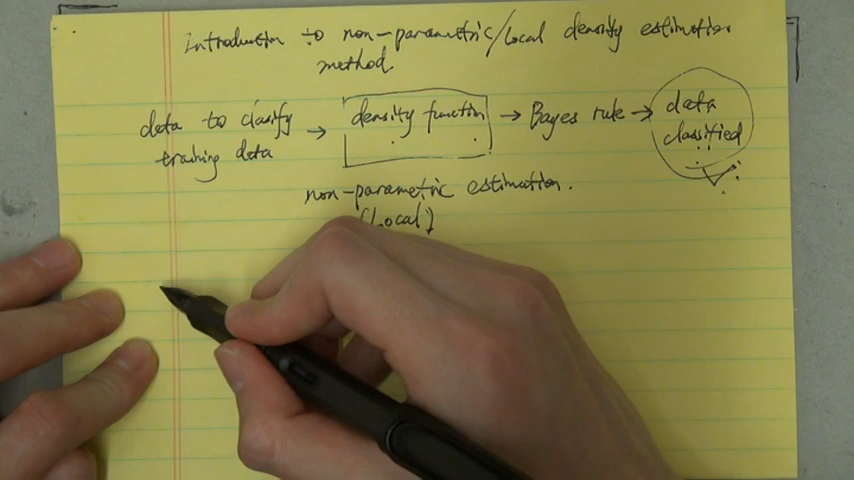 Introduction to non-parametric/local density estimation
method
data to clasify → density function → Bayes rule → data
training data classified
non-parametric estimation.
(Local)